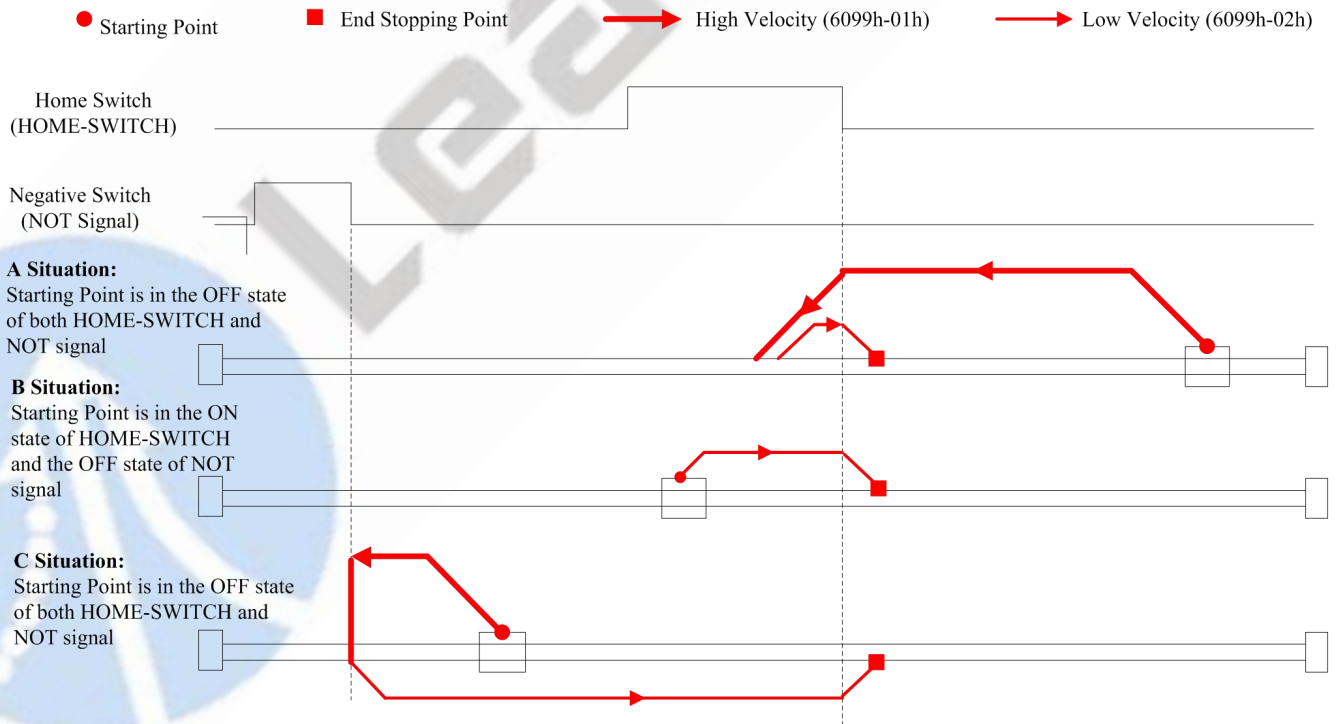 Starting Point
End Stopping Point
High Velocity (6099h-01h)
Low Velocity (6099h-02h)
Home Switch
(HOME-SWITCH)
Negative Switch
(NOT Signal)
A Situation:
Starting Point is in the OFF state
of both HOME-SWITCH and
NOT signal
B Situation:
Starting Point is in the ON
state of HOME-SWITCH
and the OFF state of NOT
signal
C Situation:
Starting Point is in the OFF state
of both HOME-SWITCH and
NOT signal